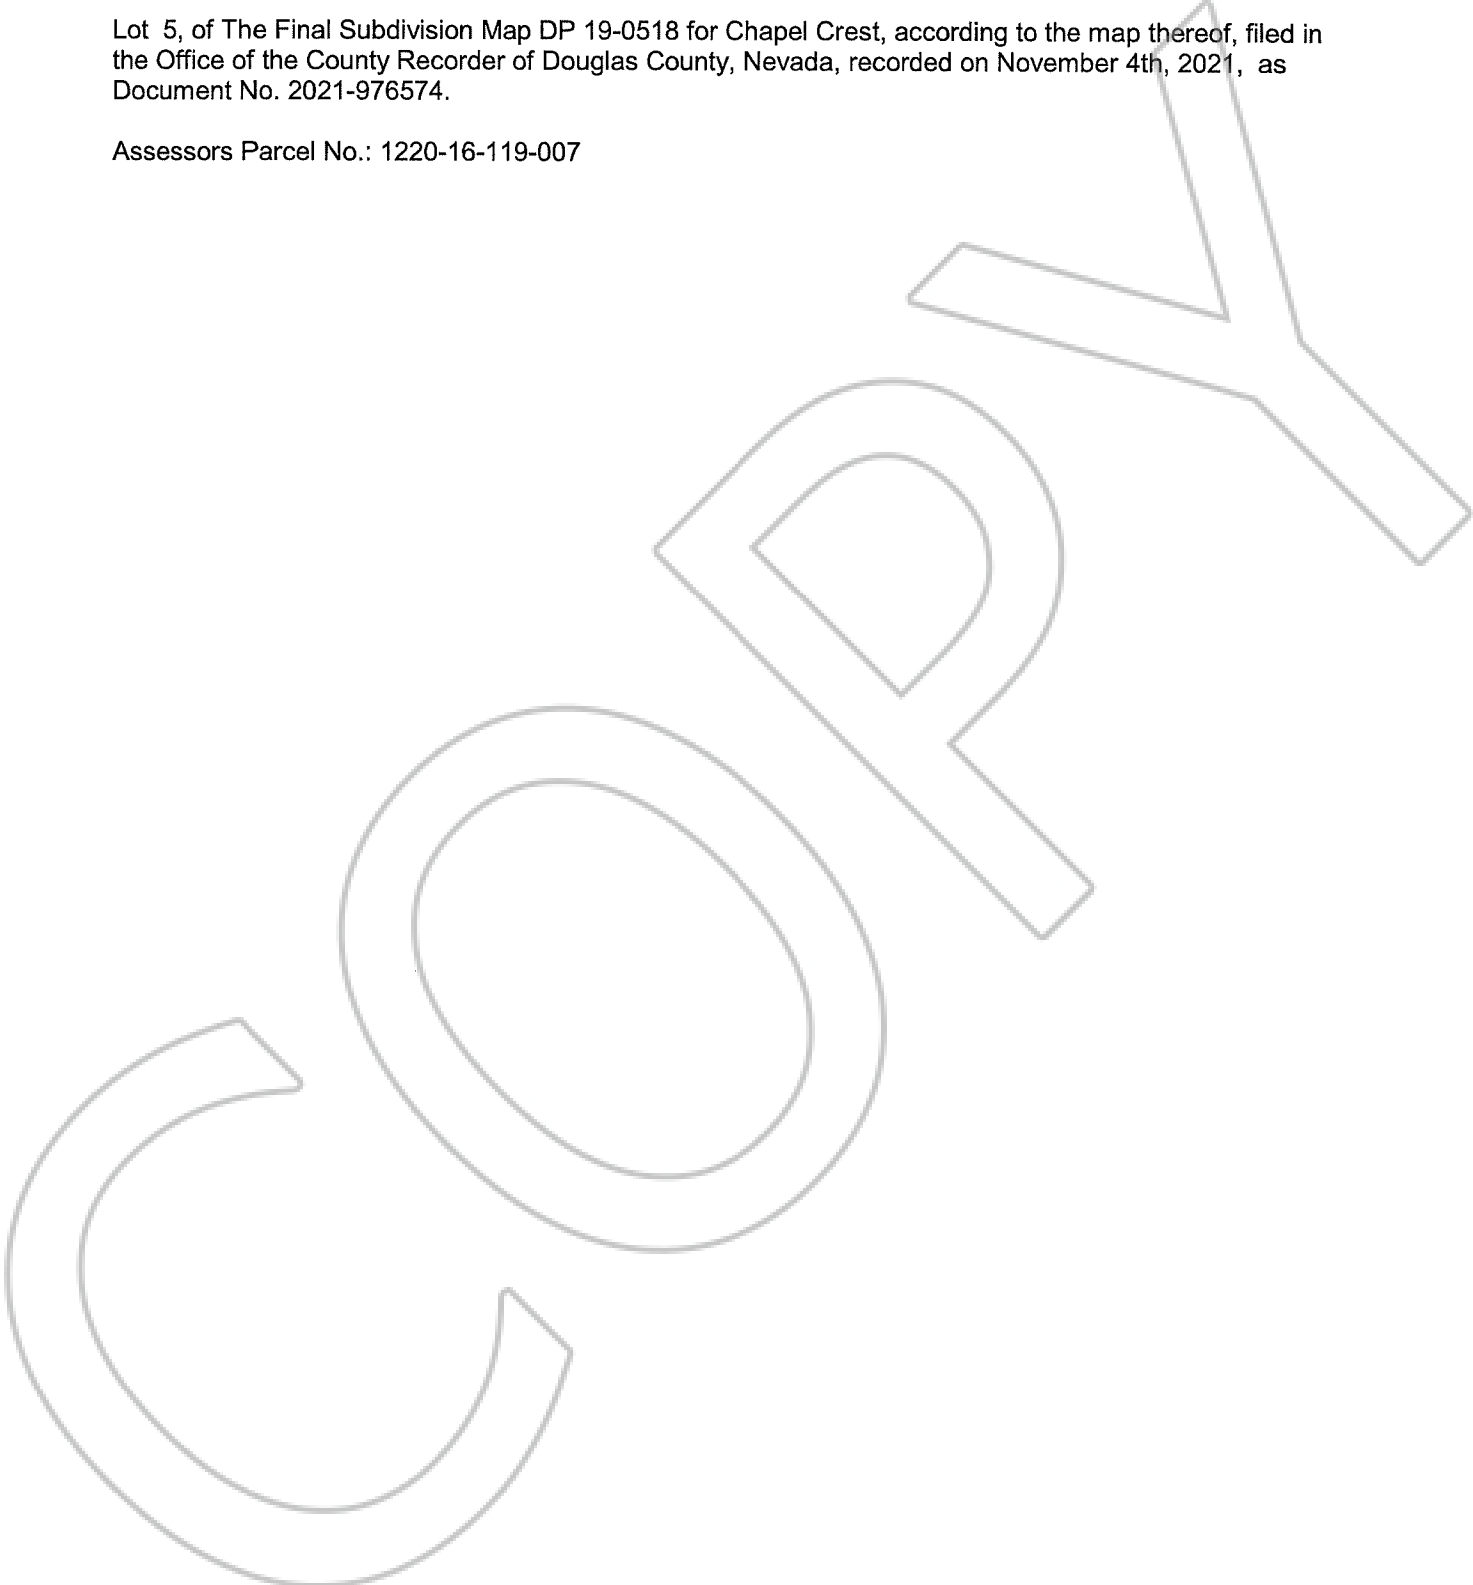 Lot  5, of The Final Subdivision Map DP 19-0518 for Chapel Crest, according to the map thereof, filed in
the Office of the County Recorder of Douglas County, Nevada, recorded on November 4th, 2021,  as
Document No. 2021-976574.
Assessors Parcel No.: 1220-16-119-007
COPY